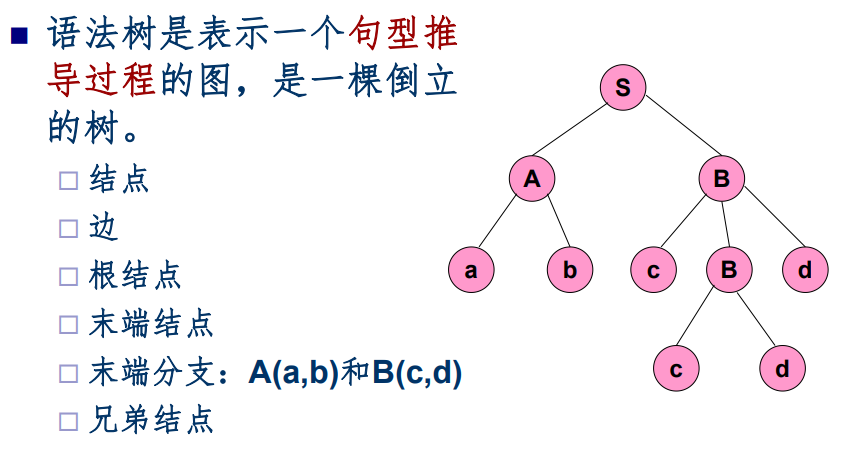 语法树是表示一个句型推
导过程的图，是一棵倒立
的树。
结点
边
根结点
末端结点
末端分支：A(a,b)和B(c,d)
兄弟结点
S
A
B
a
b
c
B
d
c
d